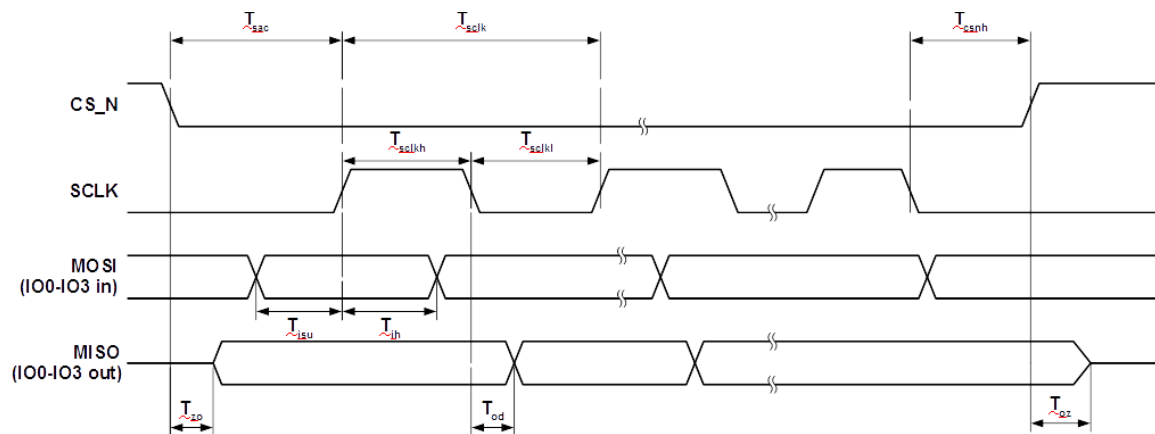 Tsac
Tsclk
Tcsnh
CS_N
Tsclkh
Tsclkl
SCLK
MOSI
(IO0-IO3 in)
Tisu
Tih
MISO
(IO0-IO3 out)
Tzo
Tod
Toz